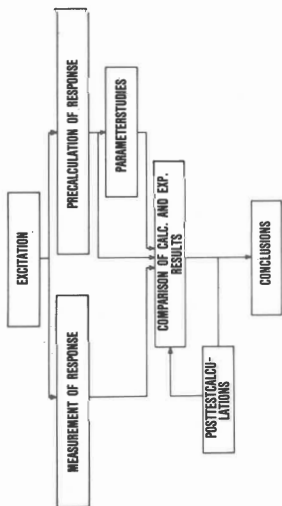 EXCITATION
MEASUREMENT OF RESPONSE
PRECALCULATION OF RESPONSE
PARAMETERSTUDIES
COMPARISON OF CALC. AND EXP.
RESULTS
POSTTESTCALCU-
LATIONS
CONCLUSIONS